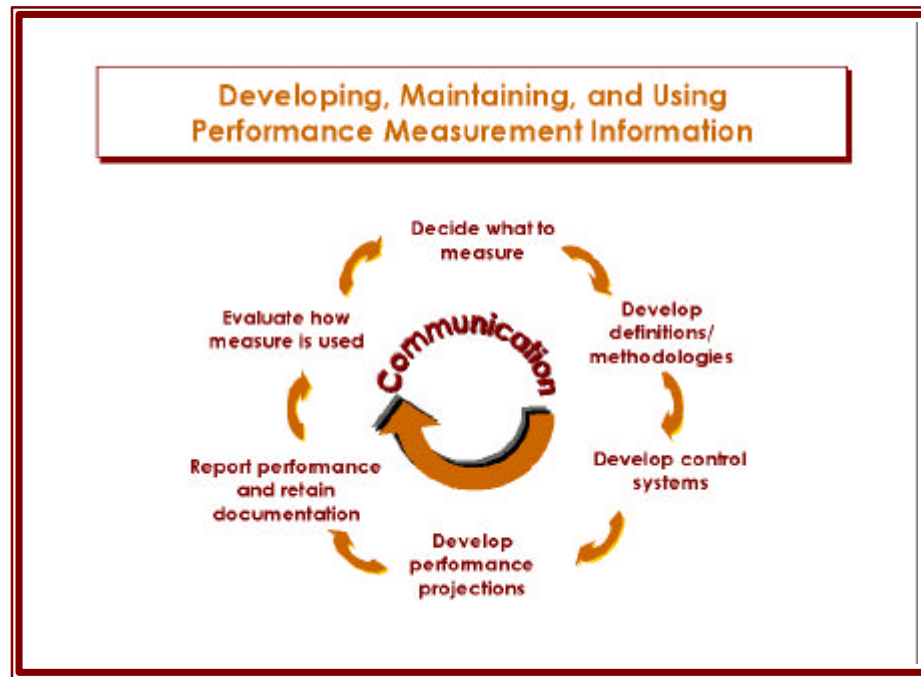 Developing, Maintaining, and Using
Performance Measurement Information
Decide what to
measure
Develop
definitions/
methodologies
Develop control
systems
Develop
performance
projections
Report performance
and retain
documentation
Evaluate how
measure is used
Communication